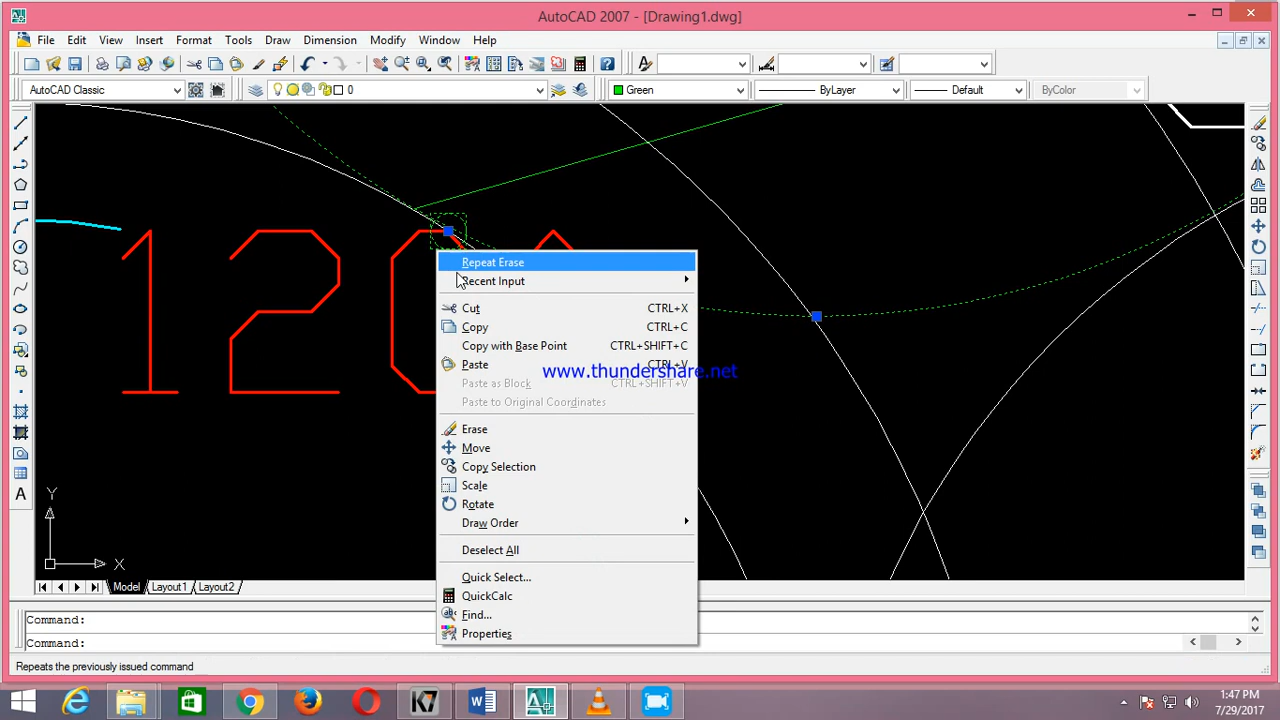 AutoCAD 2007 - [Drawing1.dwg]
File Edit View Insert Format Tools Draw Dimension Modify Window Help
AutoCAD Classic 0 Green ByLayer Default ByColor
120
Repeat Erase
Recent Input
Cut CTRL+X
Copy CTRL+C
Copy with Base Point CTRL+SHIFT+C
Paste CTRL+V
www.thundershare.net
Paste as Block CTRL+SHIFT+V
Paste to Original Coordinates
Erase
Move
Copy Selection
Scale
Rotate
Draw Order
Deselect All
Quick Select...
QuickCalc
Find...
Properties
Y
X
A
Model Layout1 Layout2
Command:
Command:
Repeats the previously issued command
K7
1:47 PM
7/29/2017